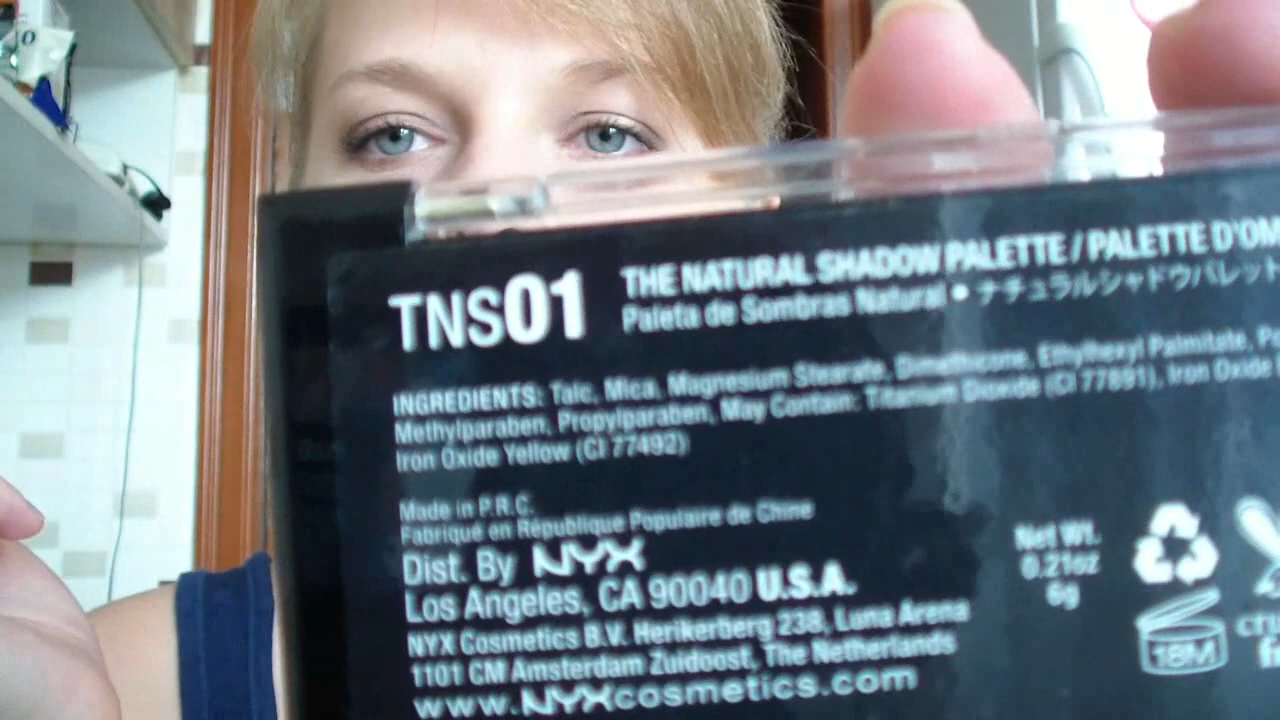 TNS01
THE NATURAL SHADOW PALETTE / PALETTE D'OM
Paleta de Sombras Natural • ナチュラルシャドウパレット
INGREDIENTS: Talc, Mica, Magnesium Stearate, Dimethicone, Ethylhexyl Palmitate,
Methylparaben, Propylparaben, May Contain: Titanium Dioxide (CI 77891), Iron Oxide
Iron Oxide Yellow (CI 77492)
Made in P.R.C.
Fabriqué en République Populaire de Chine
Dist. By NYX
Los Angeles, CA 90040 U.S.A.
NYX Cosmetics B.V. Herikerberg 238, Luna Arena
1101 CM Amsterdam Zuidoost, The Netherlands
www.NYXcosmetics.com
Net Wt.
0.21oz
6g
18M